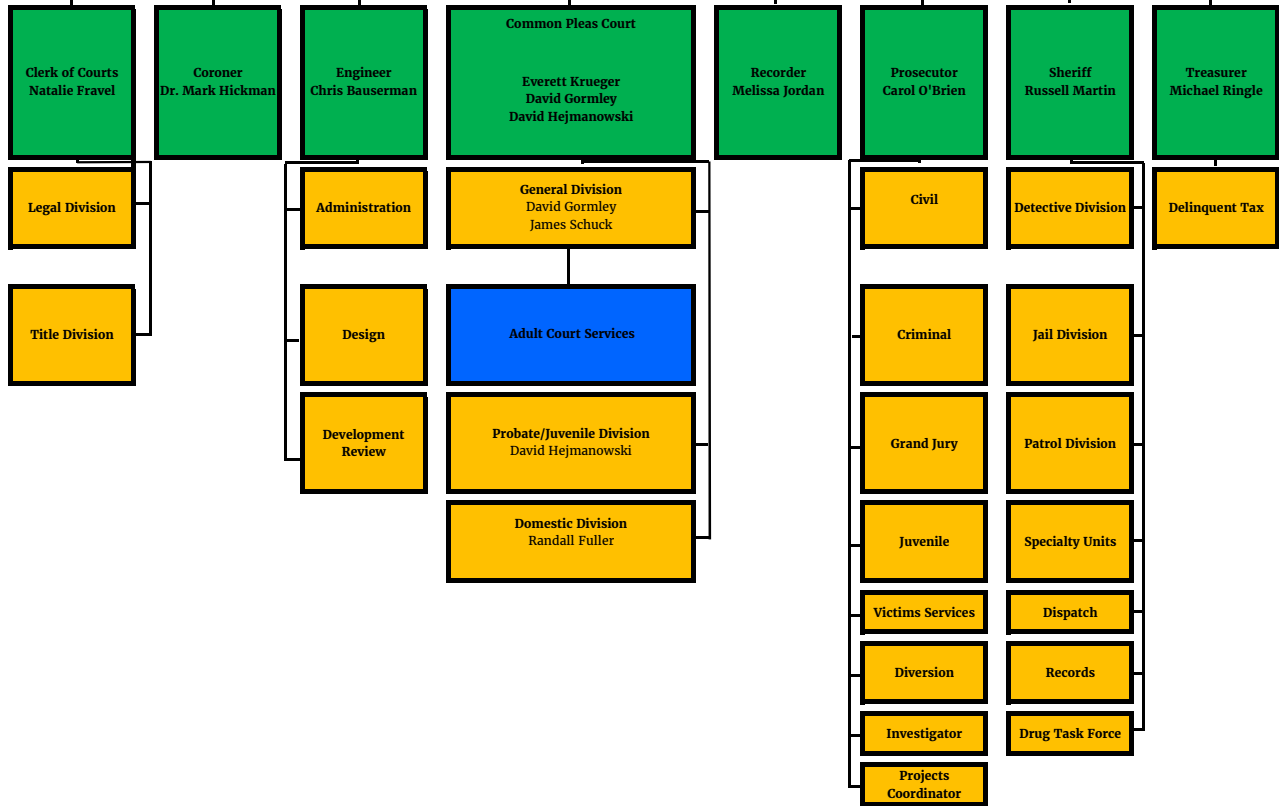 Clerk of Courts
Natalie Fravel
Coroner
Dr. Mark Hickman
Engineer
Chris Bauserman
Common Pleas Court
Everett Krueger
David Gormley
David Hejmanowski
Recorder
Melissa Jordan
Prosecutor
Carol O'Brien
Sheriff
Russell Martin
Treasurer
Michael Ringle
Legal Division
Administration
General Division
David Gormley
James Schuck
Civil
Detective Division
Delinquent Tax
Title Division
Design
Adult Court Services
Criminal
Jail Division
Development
Review
Probate/Juvenile Division
David Hejmanowski
Grand Jury
Patrol Division
Domestic Division
Randall Fuller
Juvenile
Specialty Units
Victims Services
Dispatch
Diversion
Records
Investigator
Drug Task Force
Projects
Coordinator